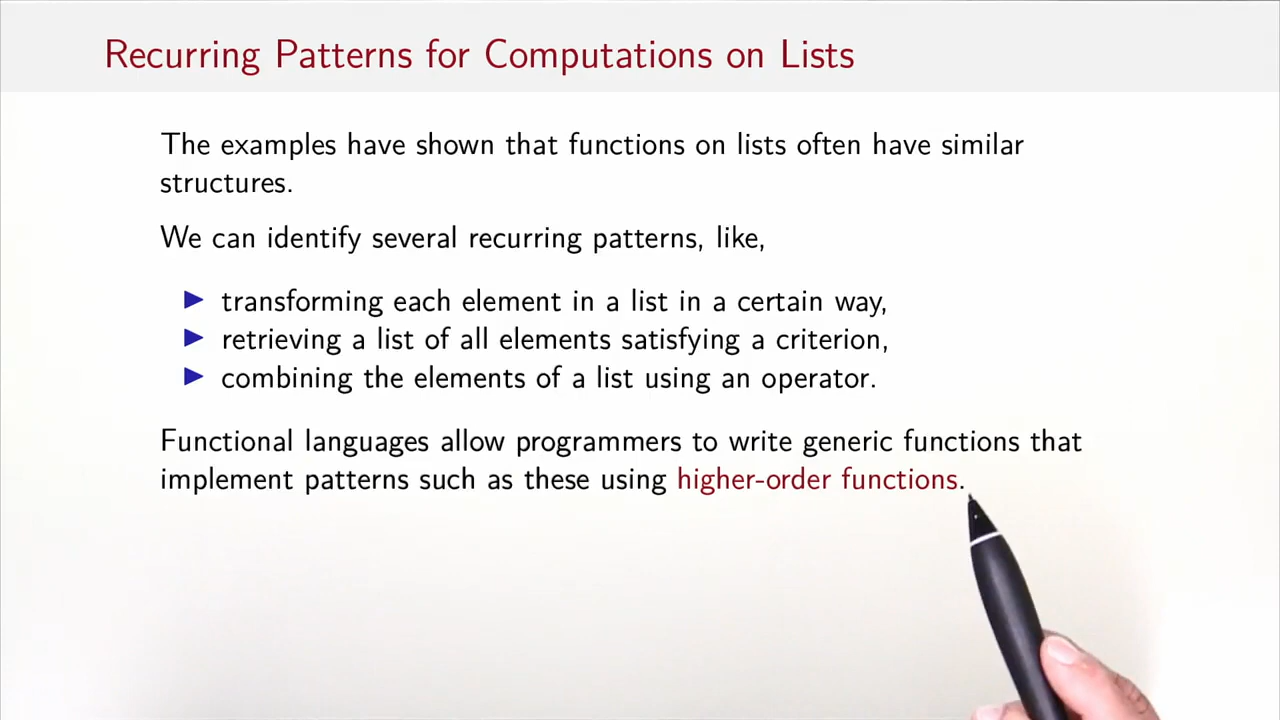 Recurring Patterns for Computations on Lists
The examples have shown that functions on lists often have similar
structures.
We can identify several recurring patterns, like,
▶ transforming each element in a list in a certain way,
▶ retrieving a list of all elements satisfying a criterion,
▶ combining the elements of a list using an operator.
Functional languages allow programmers to write generic functions that
implement patterns such as these using higher-order functions.